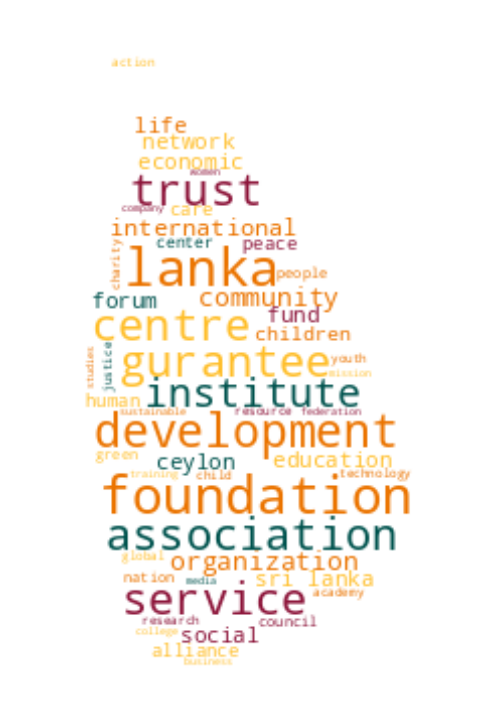 action
life
network
economic
women
trust
company care
international
center peace
charity
lanka people
forum community
fund
centre children
gurantee youth
mission
studies
justice
human institute
sustainable resource federation
development
green ceylon education
training child technology
foundation
association
global organization
nation media sri lanka
service academy
research council
college social
alliance
business